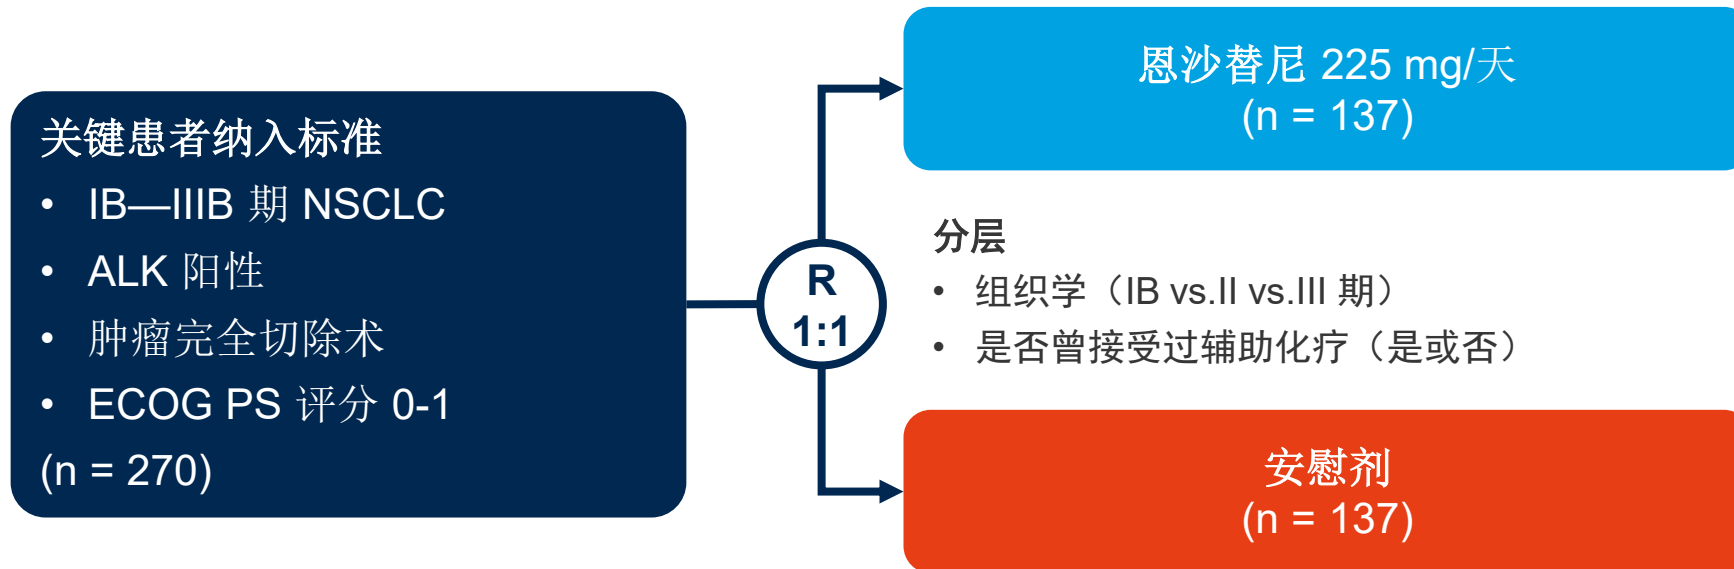 关键患者纳入标准
• IB—IIIB 期 NSCLC
• ALK 阳性
• 肿瘤完全切除术
• ECOG PS 评分 0-1
(n = 270)
R
1:1
恩沙替尼 225 mg/天
(n = 137)
分层
• 组织学（IB vs.II vs.III 期）
• 是否曾接受过辅助化疗（是或否）
安慰剂
(n = 137)